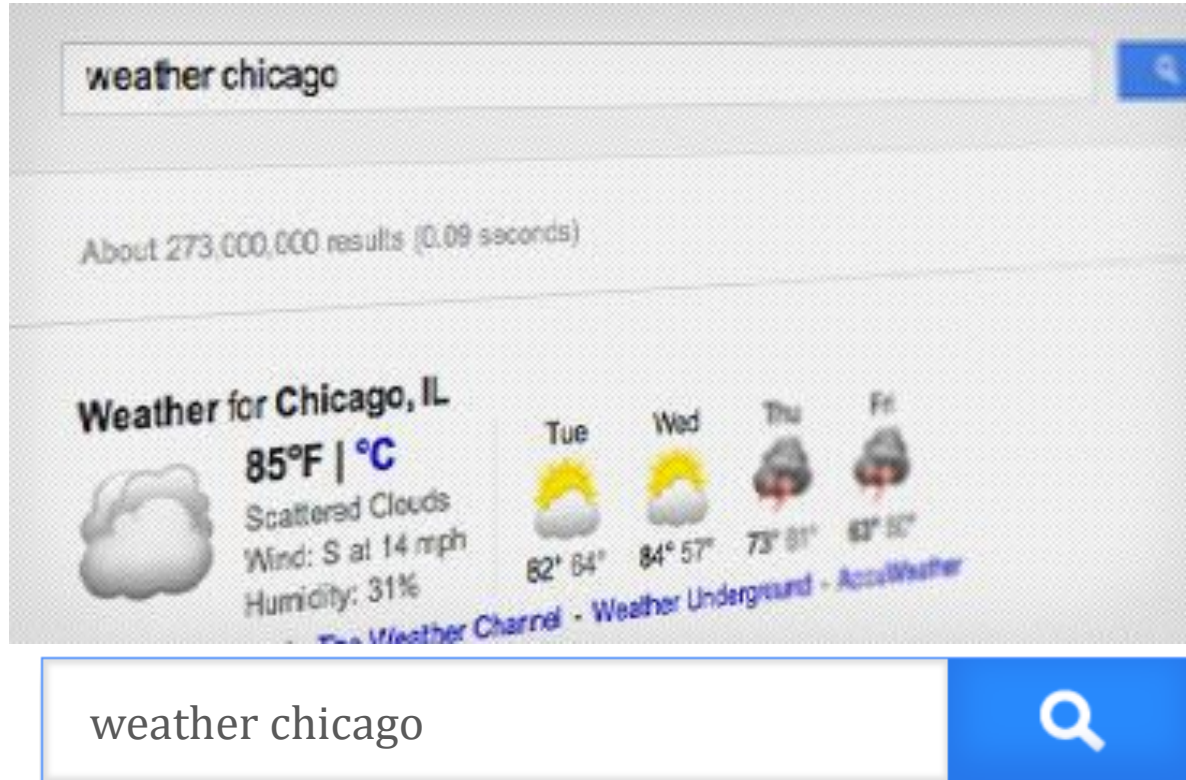 weather chicago
About 273,000,000 results (0.09 seconds)
Weather for Chicago, IL
85°F | °C
Scattered Clouds
Wind: S at 14 mph
Humidity: 31%
Tue Wed Thu Fri
82° 64° 84° 57° 73° 63°
The Weather Channel - Weather Underground - AccuWeather
weather chicago